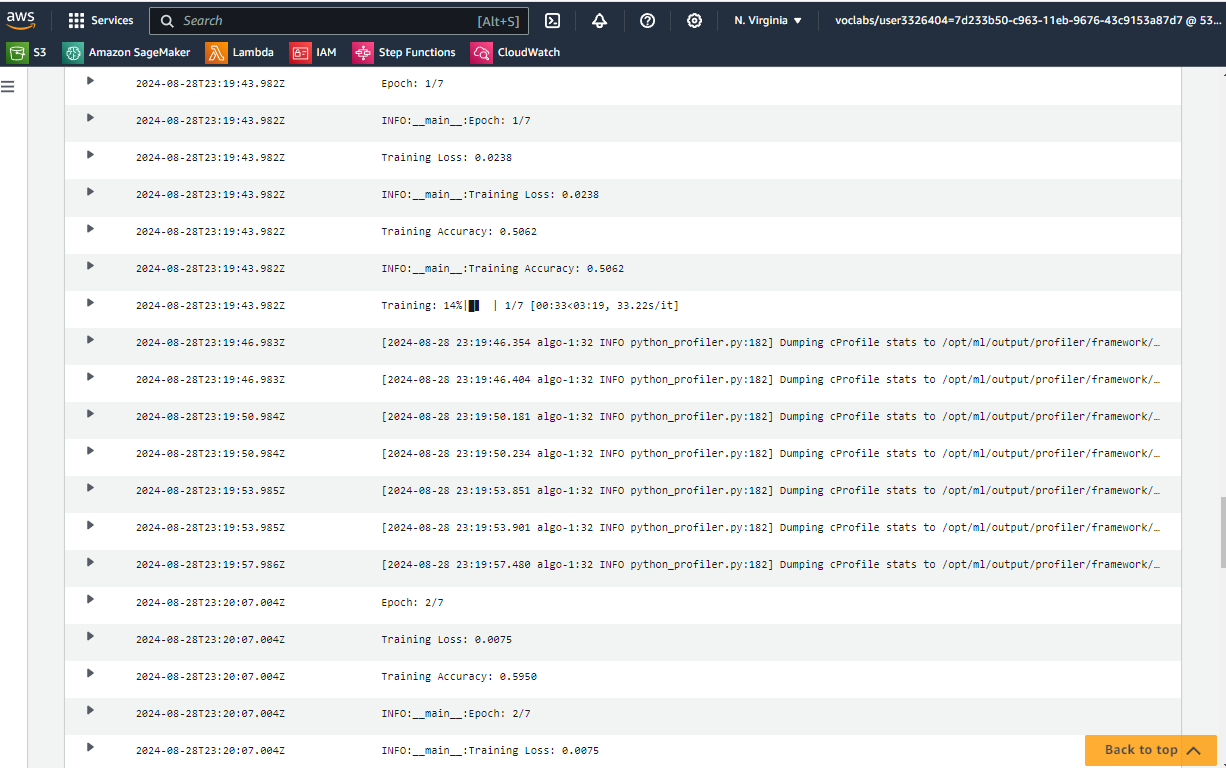 aws Services Search [Alt+S] N. Virginia voclabs/user3326404=7d233b50-c963-11eb-9676-43c9153a87d7 @ 53...
S3 Amazon SageMaker Lambda IAM Step Functions CloudWatch
2024-08-28T23:19:43.982Z Epoch: 1/7
2024-08-28T23:19:43.982Z INFO:__main__:Epoch: 1/7
2024-08-28T23:19:43.982Z Training Loss: 0.0238
2024-08-28T23:19:43.982Z INFO:__main__:Training Loss: 0.0238
2024-08-28T23:19:43.982Z Training Accuracy: 0.5062
2024-08-28T23:19:43.982Z INFO:__main__:Training Accuracy: 0.5062
2024-08-28T23:19:43.982Z Training: 14%|█▍ | 1/7 [00:33<03:19, 33.22s/it]
2024-08-28T23:19:46.983Z [2024-08-28 23:19:46.354 algo-1:32 INFO python_profiler.py:182] Dumping cProfile stats to /opt/ml/output/profiler/framework/…
2024-08-28T23:19:46.983Z [2024-08-28 23:19:46.404 algo-1:32 INFO python_profiler.py:182] Dumping cProfile stats to /opt/ml/output/profiler/framework/…
2024-08-28T23:19:50.984Z [2024-08-28 23:19:50.181 algo-1:32 INFO python_profiler.py:182] Dumping cProfile stats to /opt/ml/output/profiler/framework/…
2024-08-28T23:19:50.984Z [2024-08-28 23:19:50.234 algo-1:32 INFO python_profiler.py:182] Dumping cProfile stats to /opt/ml/output/profiler/framework/…
2024-08-28T23:19:53.985Z [2024-08-28 23:19:53.851 algo-1:32 INFO python_profiler.py:182] Dumping cProfile stats to /opt/ml/output/profiler/framework/…
2024-08-28T23:19:53.985Z [2024-08-28 23:19:53.901 algo-1:32 INFO python_profiler.py:182] Dumping cProfile stats to /opt/ml/output/profiler/framework/…
2024-08-28T23:19:57.986Z [2024-08-28 23:19:57.480 algo-1:32 INFO python_profiler.py:182] Dumping cProfile stats to /opt/ml/output/profiler/framework/…
2024-08-28T23:20:07.004Z Epoch: 2/7
2024-08-28T23:20:07.004Z Training Loss: 0.0075
2024-08-28T23:20:07.004Z Training Accuracy: 0.5950
2024-08-28T23:20:07.004Z INFO:__main__:Epoch: 2/7
2024-08-28T23:20:07.004Z INFO:__main__:Training Loss: 0.0075
Back to top